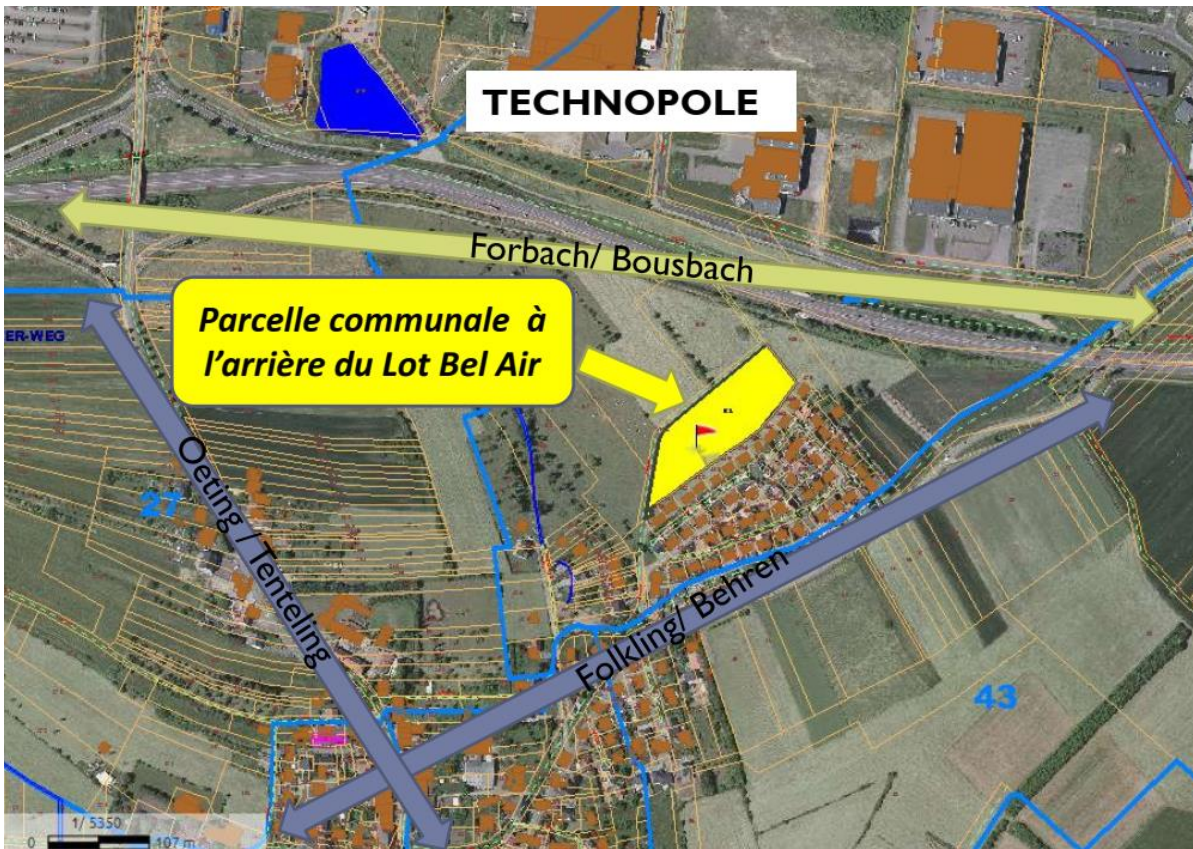 TECHNOPOLE
Forbach/ Bousbach
Parcelle communale à
l'arrière du Lot Bel Air
ER-WEG
Oeting / Tenteling
27
Folkling/ Behren
43
1/ 5350
0 107 m